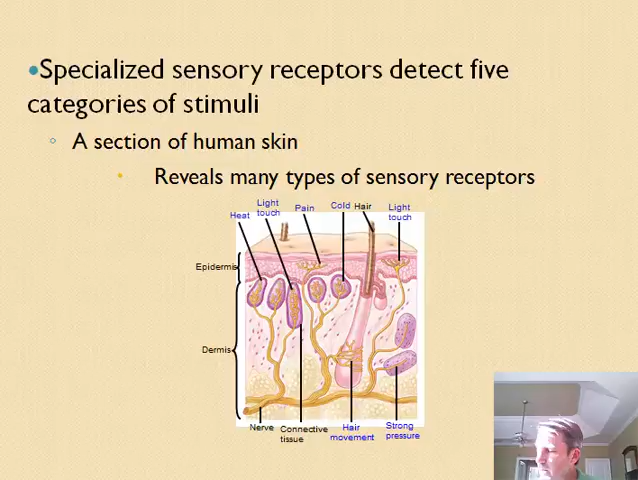 •Specialized sensory receptors detect five
categories of stimuli
◦ A section of human skin
• Reveals many types of sensory receptors
Heat
Light
touch
Pain
Cold
Hair
Light
touch
Epidermis
Dermis
Nerve
Connective
tissue
Hair
movement
Strong
pressure